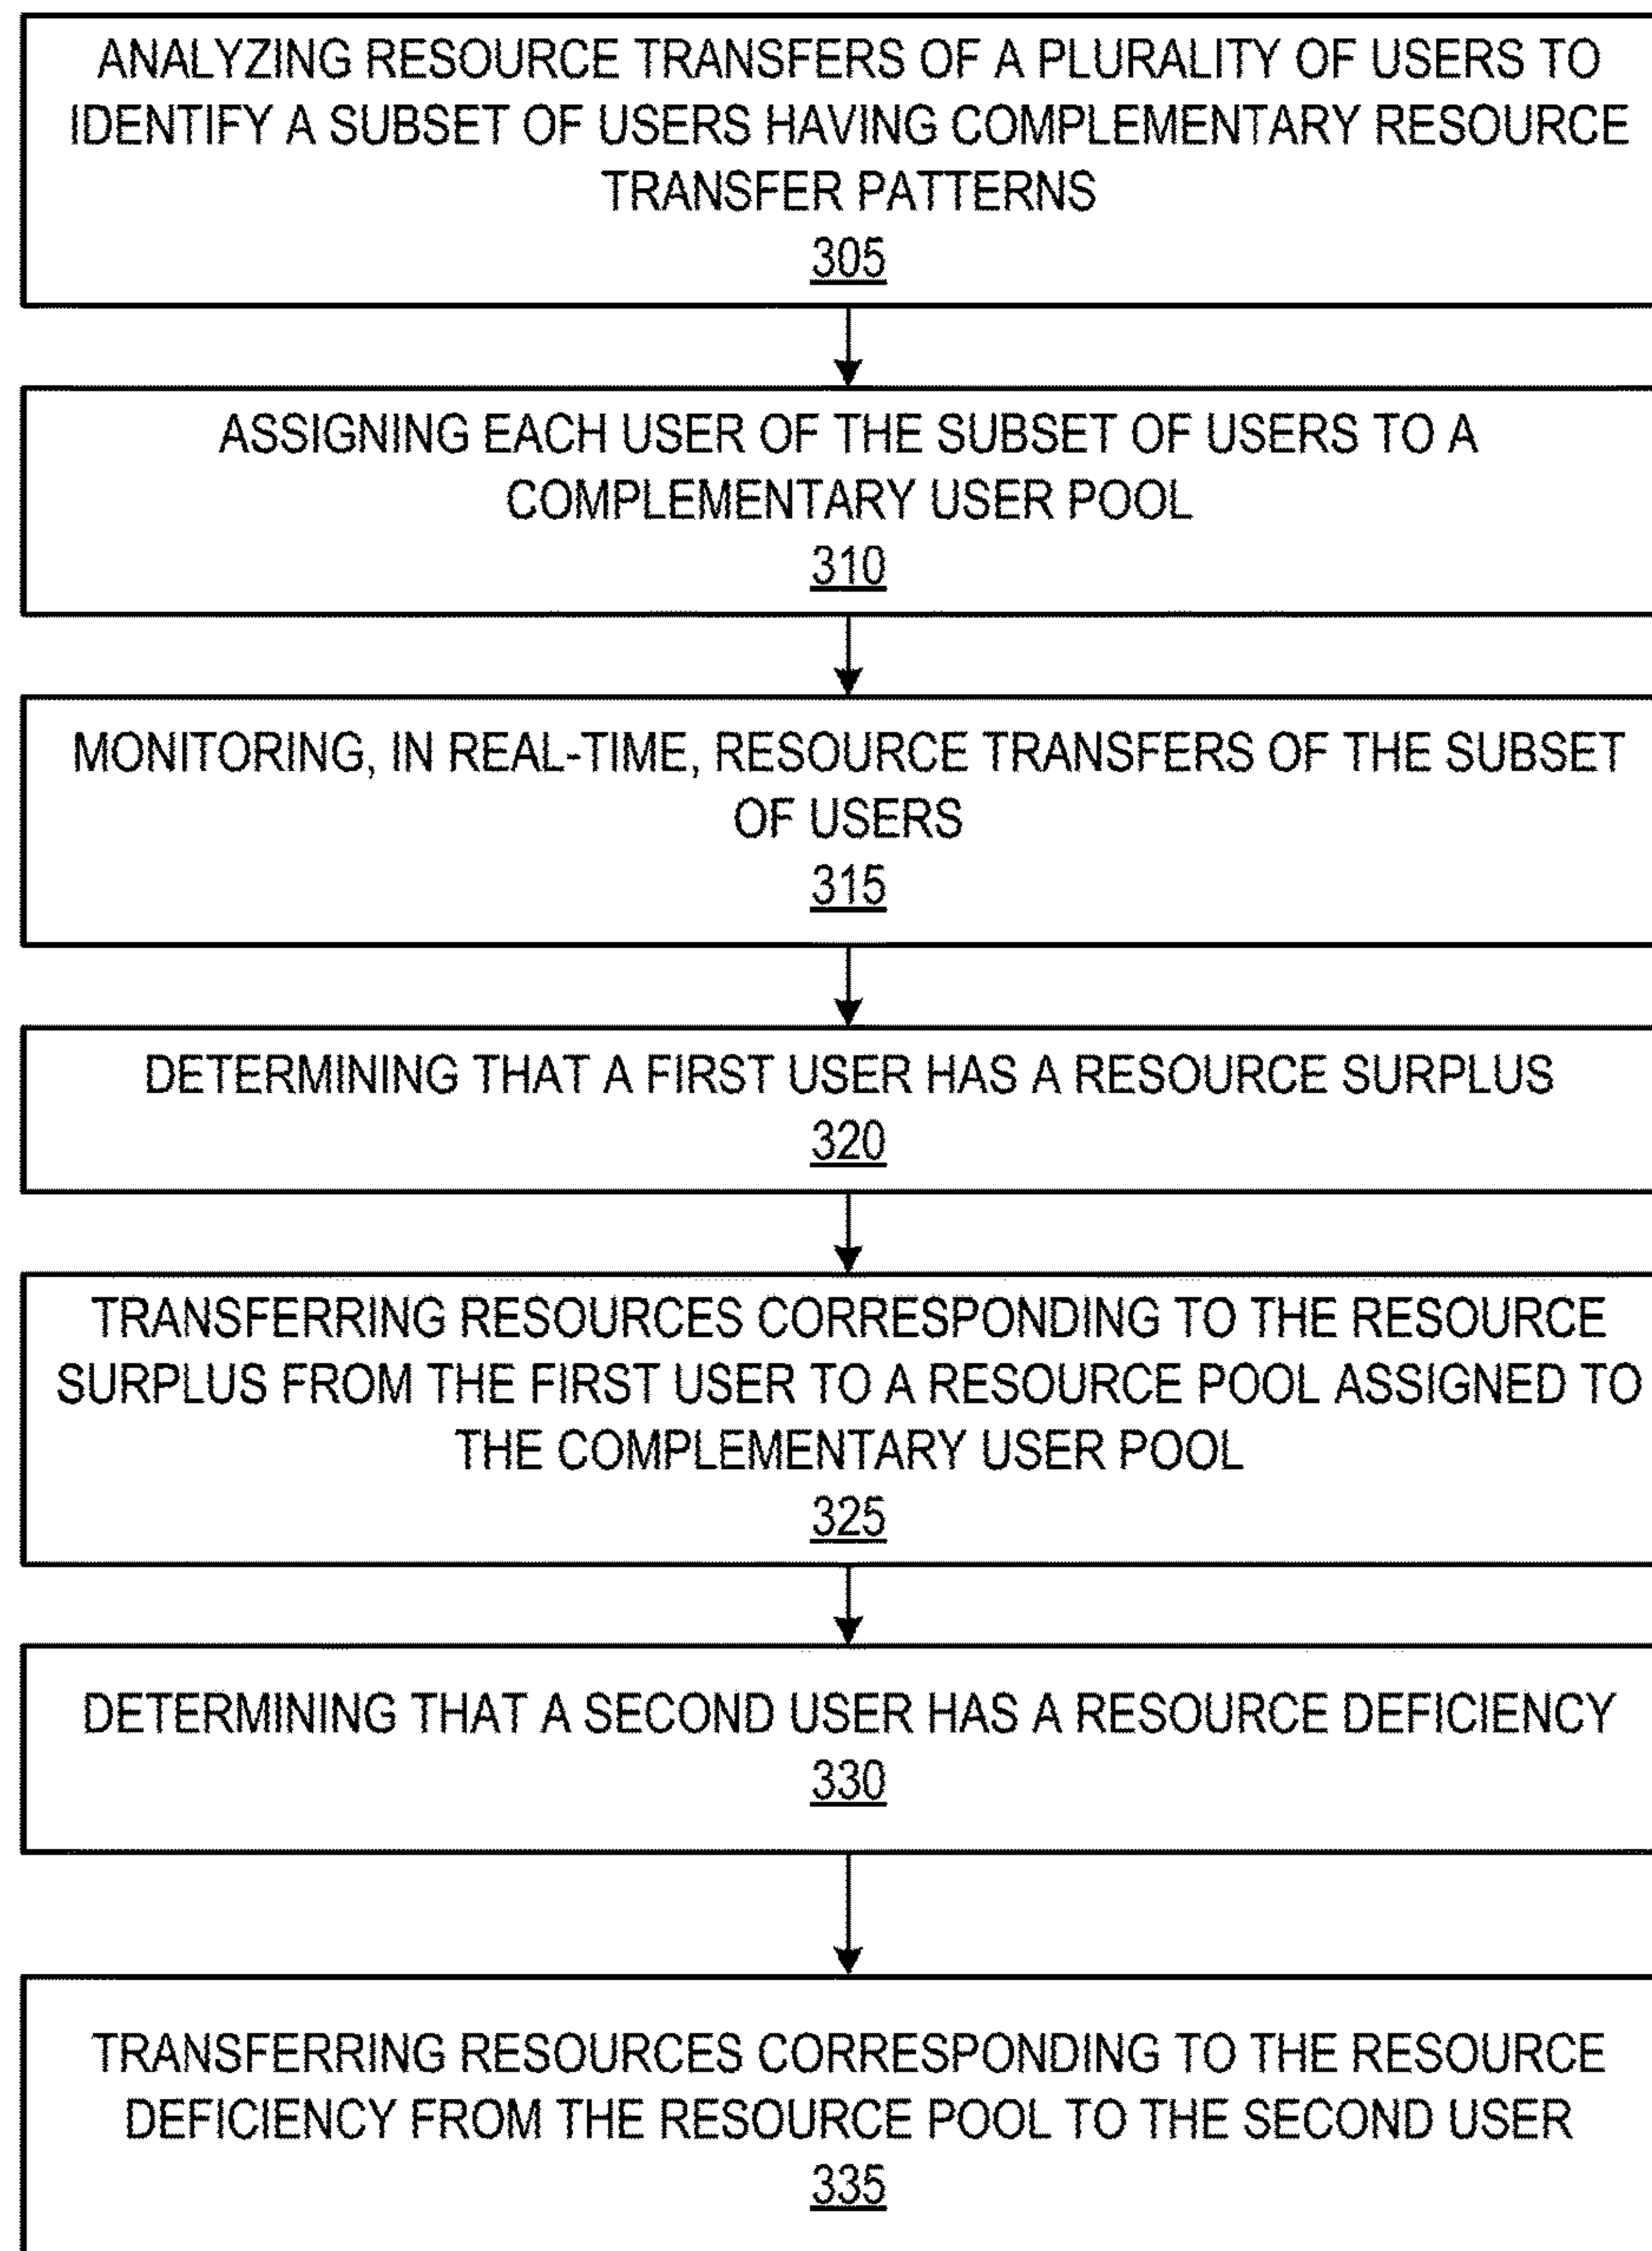 ANALYZING RESOURCE TRANSFERS OF A PLURALITY OF USERS TO
IDENTIFY A SUBSET OF USERS HAVING COMPLEMENTARY RESOURCE
TRANSFER PATTERNS
305
ASSIGNING EACH USER OF THE SUBSET OF USERS TO A
COMPLEMENTARY USER POOL
310
MONITORING, IN REAL-TIME, RESOURCE TRANSFERS OF THE SUBSET
OF USERS
315
DETERMINING THAT A FIRST USER HAS A RESOURCE SURPLUS
320
TRANSFERRING RESOURCES CORRESPONDING TO THE RESOURCE
SURPLUS FROM THE FIRST USER TO A RESOURCE POOL ASSIGNED TO
THE COMPLEMENTARY USER POOL
325
DETERMINING THAT A SECOND USER HAS A RESOURCE DEFICIENCY
330
TRANSFERRING RESOURCES CORRESPONDING TO THE RESOURCE
DEFICIENCY FROM THE RESOURCE POOL TO THE SECOND USER
335